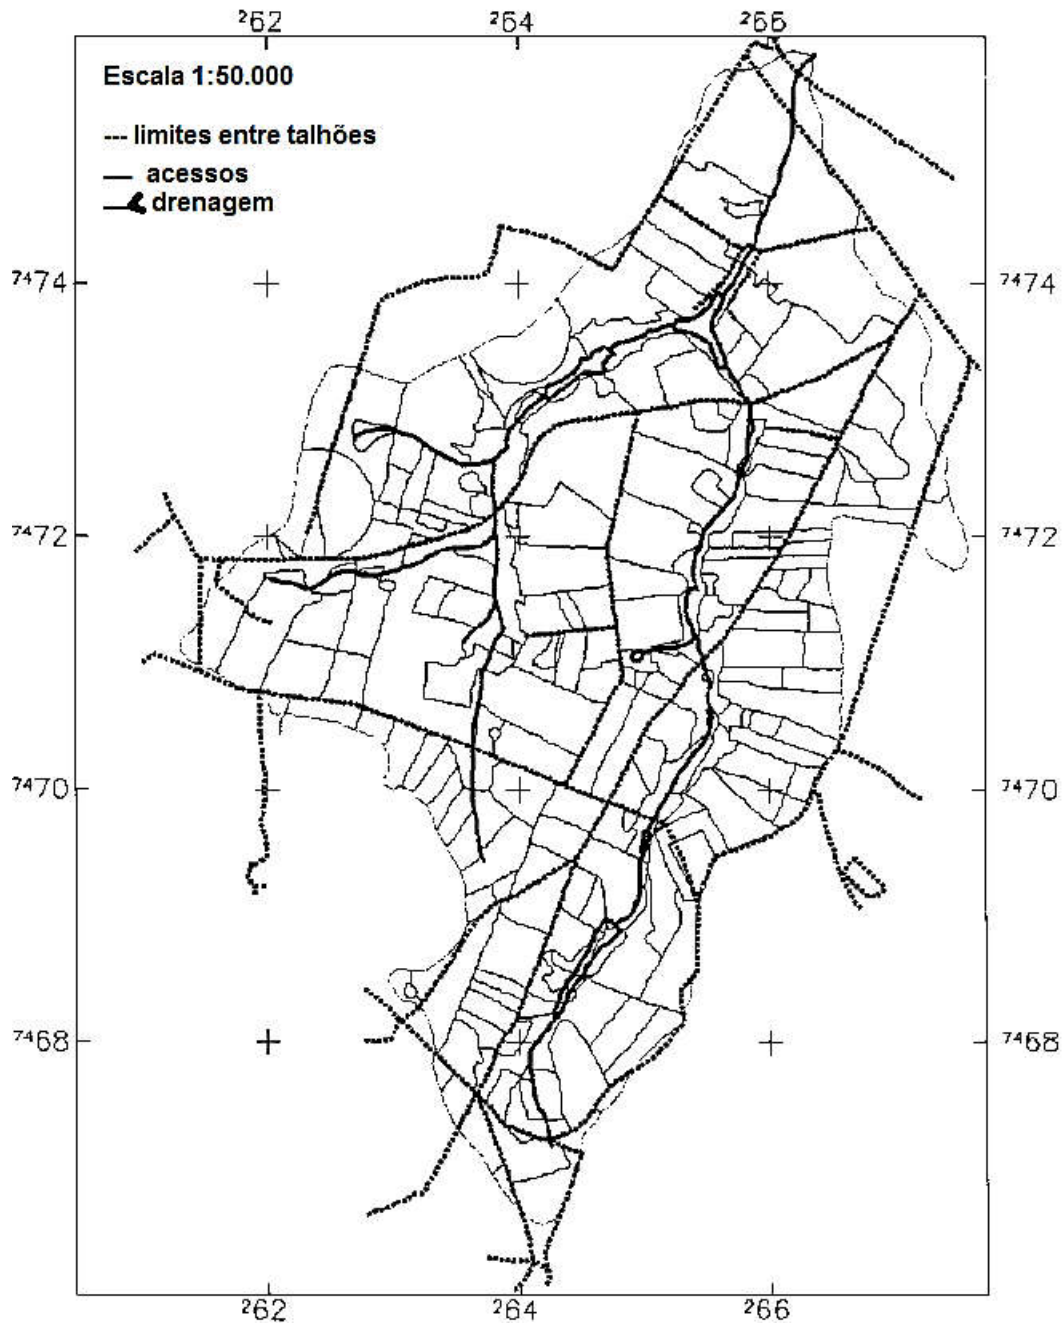 ²62 ²64 ²66
Escala 1:50.000
--- limites entre talhões
— acessos
drenagem
⁷⁴74 ⁷⁴74
⁷⁴72 ⁷⁴72
⁷⁴70 ⁷⁴70
⁷⁴68 ⁷⁴68
²62 ²64 ²66